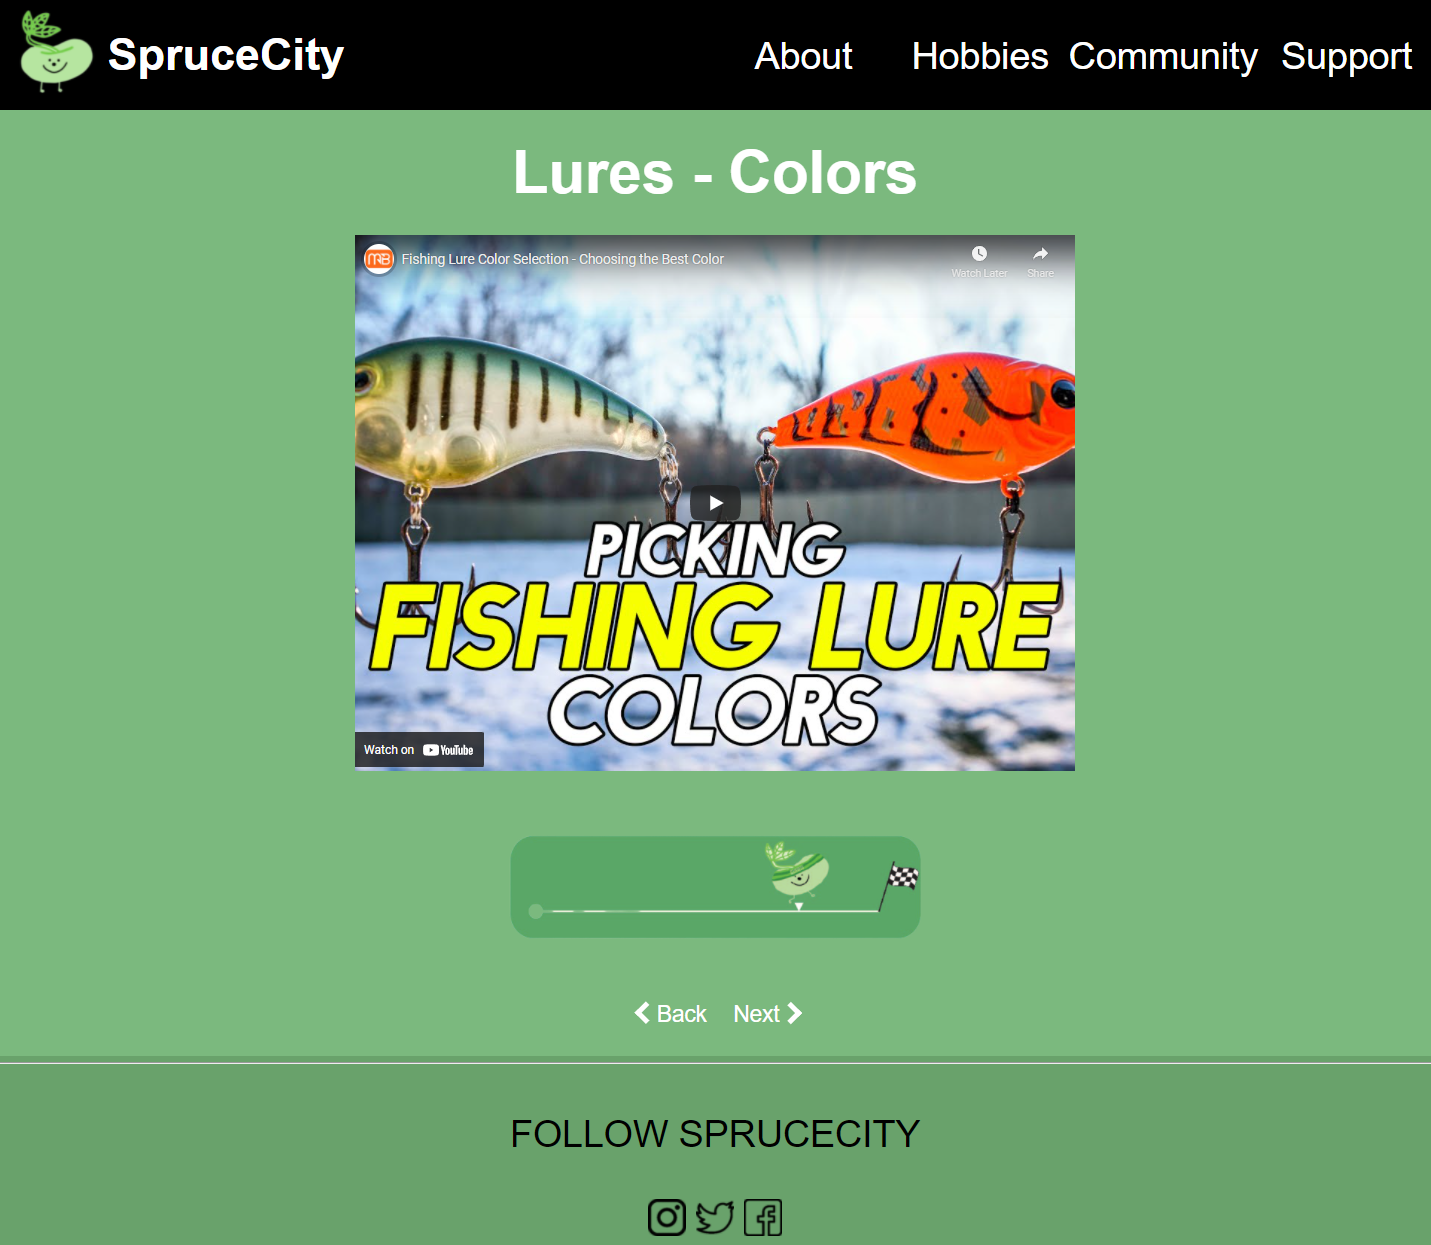 SpruceCity
About Hobbies Community Support
Lures - Colors
MRB Fishing Lure Color Selection - Choosing the Best Color
Watch Later Share
PICKING
FISHING LURE
COLORS
Watch on YouTube
Back Next
FOLLOW SPRUCECITY